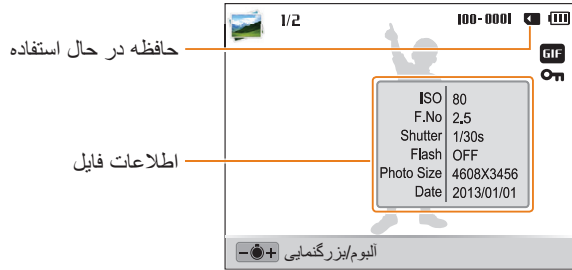 1/2
100-0001
GIF
حافظه در حال استفاده
ISO 80
F.No 2.5
Shutter 1/30s
Flash OFF
Photo Size 4608X3456
Date 2013/01/01
اطلاعات فایل
آلبوم/بزرگنمایی